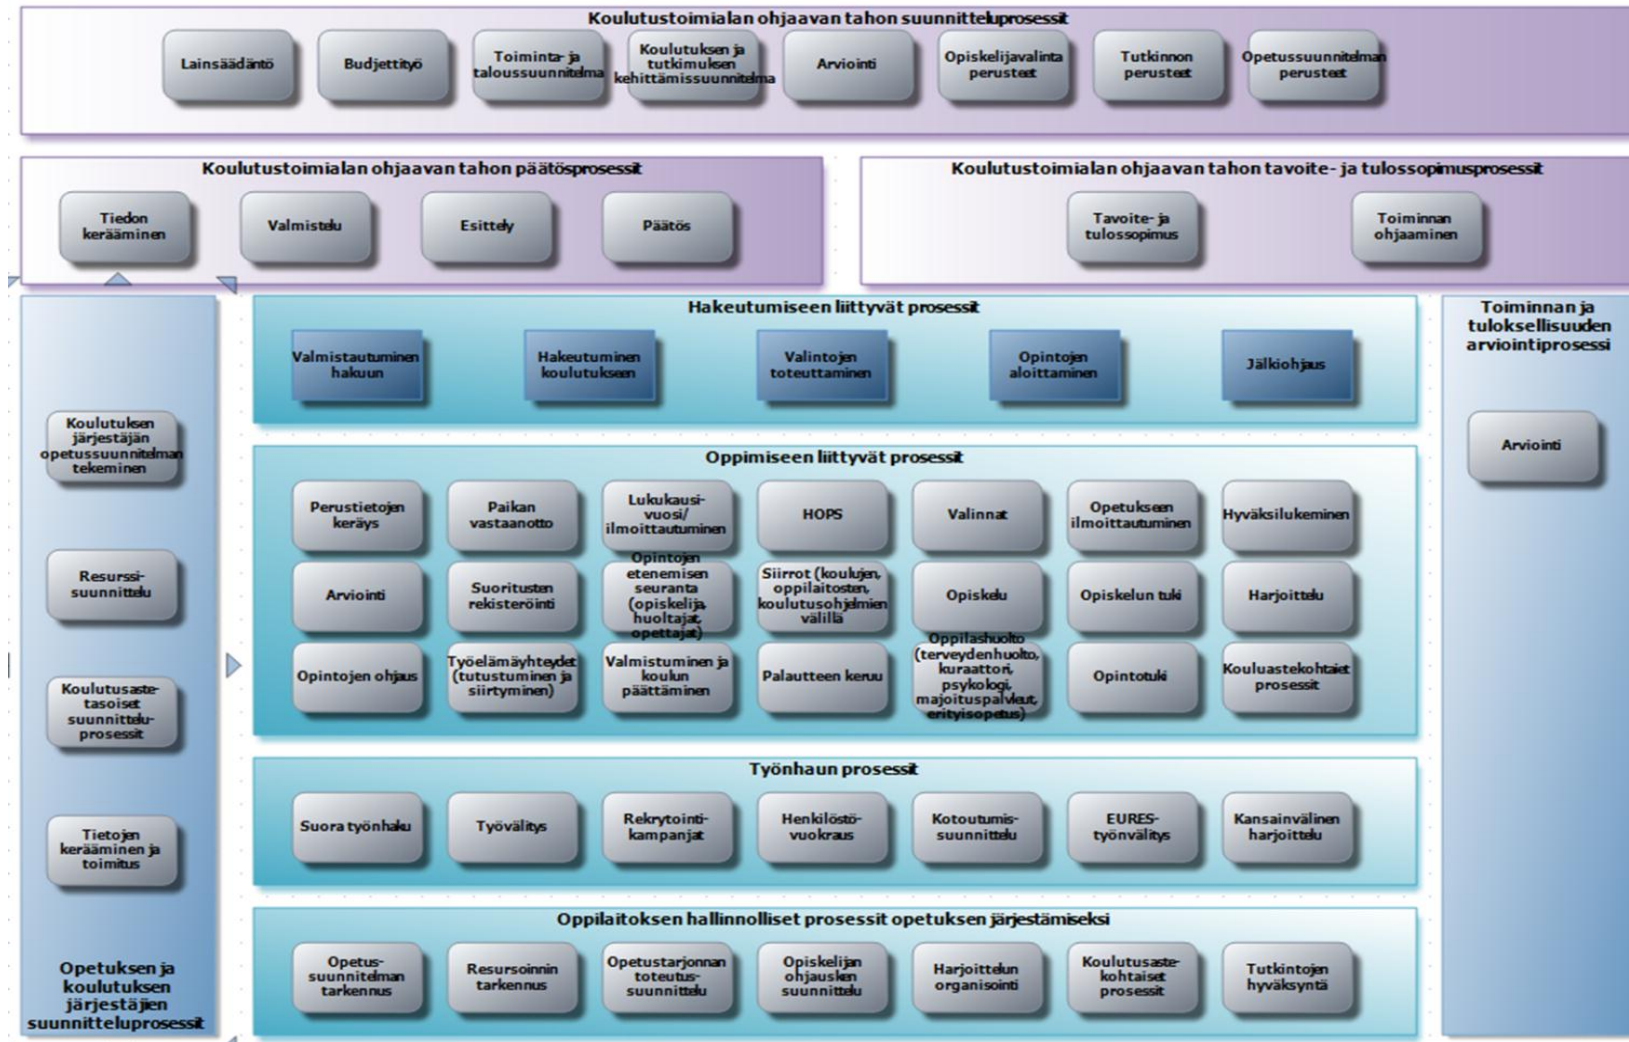 Koulutustoimialan ohjaavan tahon suunnitteluprosessit
Lainsäädäntö
Budjettityö
Toiminta- ja
taloussuunnitelma
Koulutuksen ja
tutkimuksen
kehittämissuunnitelma
Arviointi
Opiskelijavalinta
perusteet
Tutkinnon
perusteet
Opetussuunnitelman
perusteet
Koulutustoimialan ohjaavan tahon päätösprosessit
Tiedon
kerääminen
Valmistelu
Esittely
Päätös
Koulutustoimialan ohjaavan tahon tavoite- ja tulossopimusprosessit
Tavoite- ja
tulossopimus
Toiminnan
ohjaaminen
Koulutuksen
järjestäjän
opetussuunnitelman
tekeminen
Resurssi-
suunnittelu
Koulutusaste-
tasoiset
suunnittelu-
prosessit
Tietojen
kerääminen ja
toimitus
Opetuksen ja
koulutuksen
järjestäjien
suunnitteluprosessit
Hakeutumiseen liittyvät prosessit
Valmistautuminen
hakuun
Hakeutuminen
koulutukseen
Valintojen
toteuttaminen
Opintojen
aloittaminen
Jälkiohjaus
Oppimiseen liittyvät prosessit
Perustietojen
keräys
Paikan
vastaanotto
Lukukausi-
vuosi/
ilmoittautuminen
HOPS
Valinnat
Opetukseen
ilmoittautuminen
Hyväksilukeminen
Arviointi
Suoritusten
rekisteröinti
Opintojen
etenemisen
seuranta
(opiskelija,
huoltajat,
opettajat)
Siirrot (koulujen,
oppilaitosten,
koulutusohjelmien
välillä
Opiskelu
Opiskelun tuki
Harjoittelu
Opintojen ohjaus
Työelämäyhteydet
(tutustuminen ja
siirtyminen)
Valmistuminen ja
koulun
päättäminen
Palautteen keruu
Oppilashuolto
(terveydenhuolto,
kuraattori,
psykologi,
majoituspalvleut,
erityisopetus)
Opintotuki
Kouluastekohtaiet
prosessit
Työnhaun prosessit
Suora työnhaku
Työvälitys
Rekrytointi-
kampanjat
Henkilöstö-
vuokraus
Kotoutumis-
suunnittelu
EURES-
työnvälitys
Kansainvälinen
harjoittelu
Oppilaitoksen hallinnolliset prosessit opetuksen järjestämiseksi
Opetus-
suunnitelman
tarkennus
Resursoinnin
tarkennus
Opetustarjonnan
toteutus-
suunnittelu
Opiskelijan
ohjausken
suunnittelu
Harjoittelun
organisointi
Koulutusaste-
kohtaiset
prosessit
Tutkintojen
hyväksyntä
Toiminnan ja
tuloksellisuuden
arviointiprosessi
Arviointi